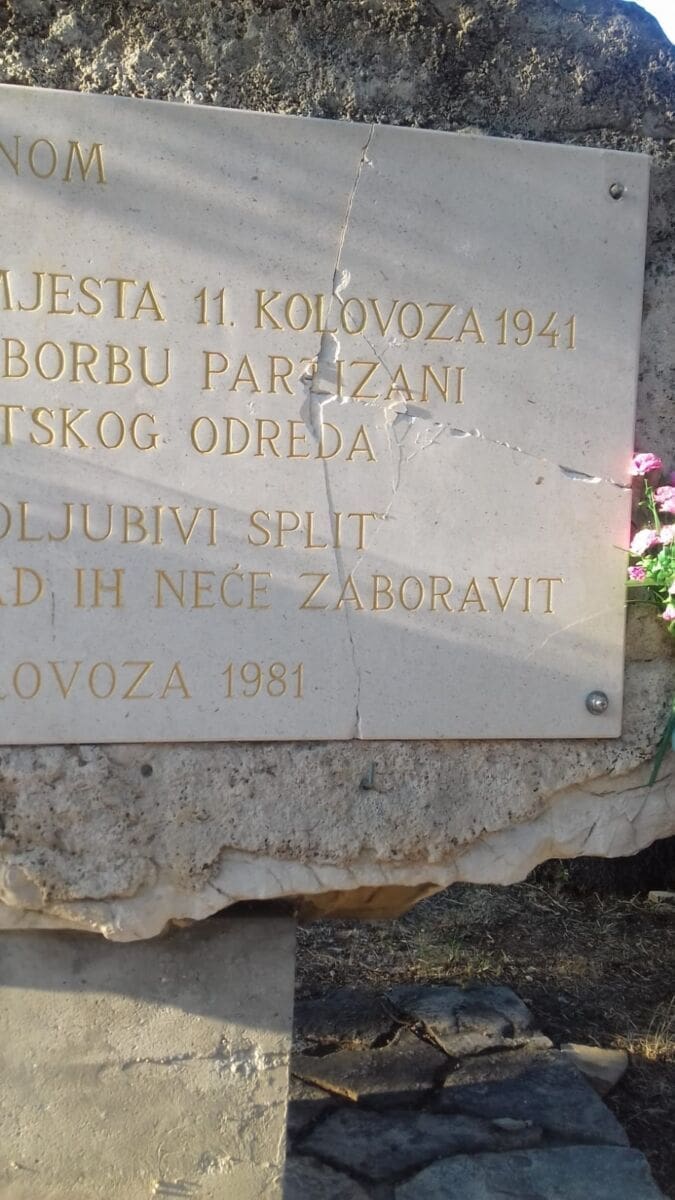 NOM
MJESTA 11. KOLOVOZA 1941
BORBU PARTIZANI
TSKOG ODREDA
OLJUBIVI SPLIT
AD IH NEĆE ZABORAVIT
LOVOZA 1981